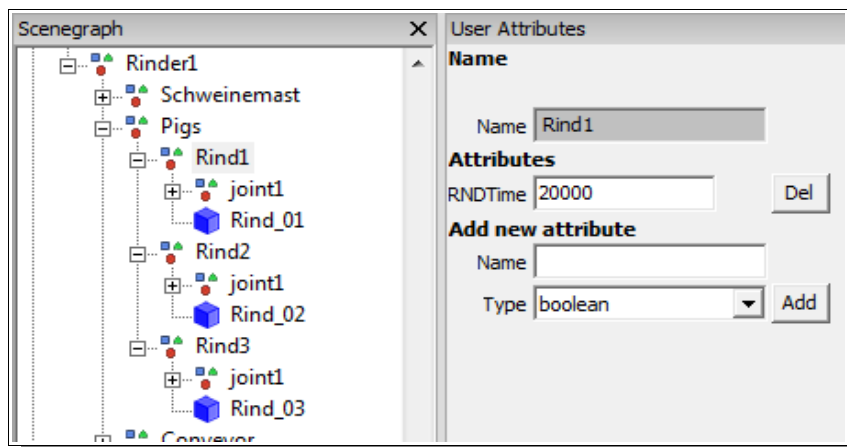 Scenegraph
Rinder1
Schweinemast
Pigs
Rind1
joint1
Rind_01
Rind2
joint1
Rind_02
Rind3
joint1
Rind_03
Conveyor
User Attributes
Name
Name Rind1
Attributes
RNDTime 20000 Del
Add new attribute
Name
Type boolean Add